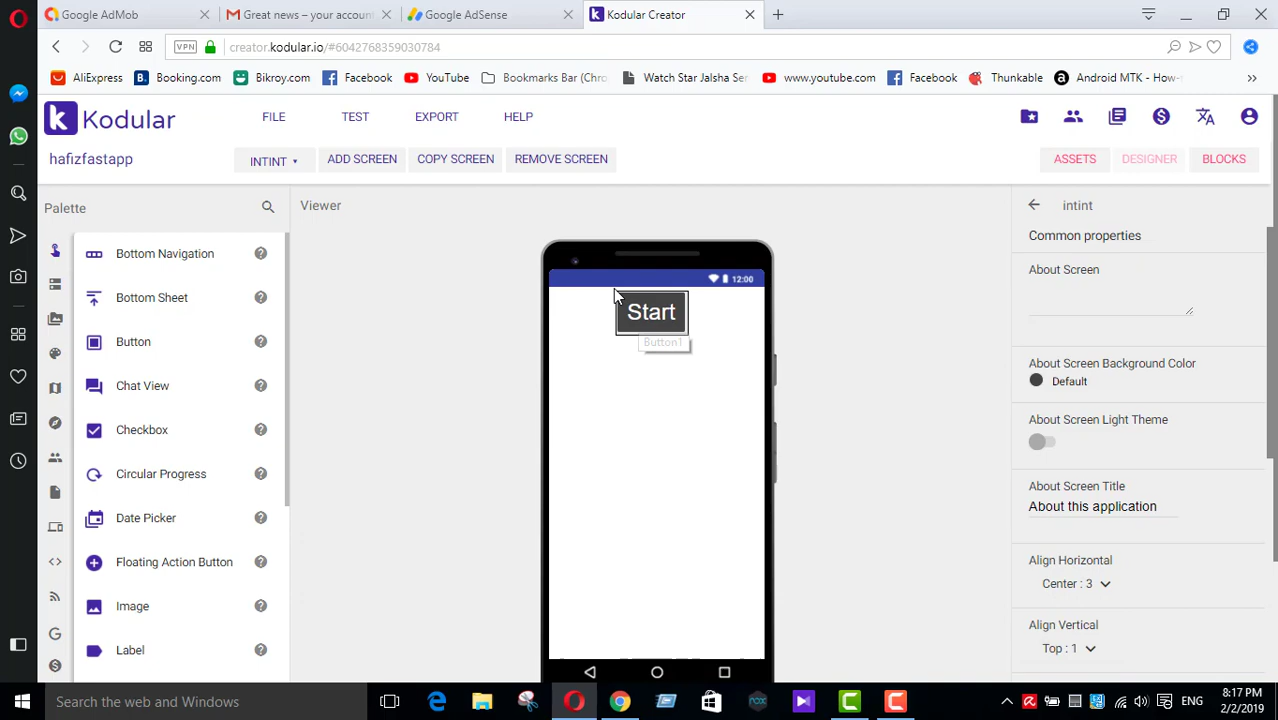 Google AdMob
Great news – your account
Google AdSense
Kodular Creator
VPN
creator.kodular.io/#6042768359030784
AliExpress
Booking.com
Bikroy.com
Facebook
YouTube
Bookmarks Bar (Chro
Watch Star Jalsha Ser
www.youtube.com
Facebook
Thunkable
Android MTK - How-
Kodular
FILE
TEST
EXPORT
HELP
hafizfastapp
INTINT
ADD SCREEN
COPY SCREEN
REMOVE SCREEN
ASSETS
DESIGNER
BLOCKS
Palette
Viewer
intint
Common properties
Bottom Navigation
Bottom Sheet
Button
Chat View
Checkbox
Circular Progress
Date Picker
Floating Action Button
Image
Label
12:00
Start
Button1
About Screen
About Screen Background Color
Default
About Screen Light Theme
About Screen Title
About this application
Align Horizontal
Center : 3
Align Vertical
Top : 1
Search the web and Windows
ENG
8:17 PM
2/2/2019